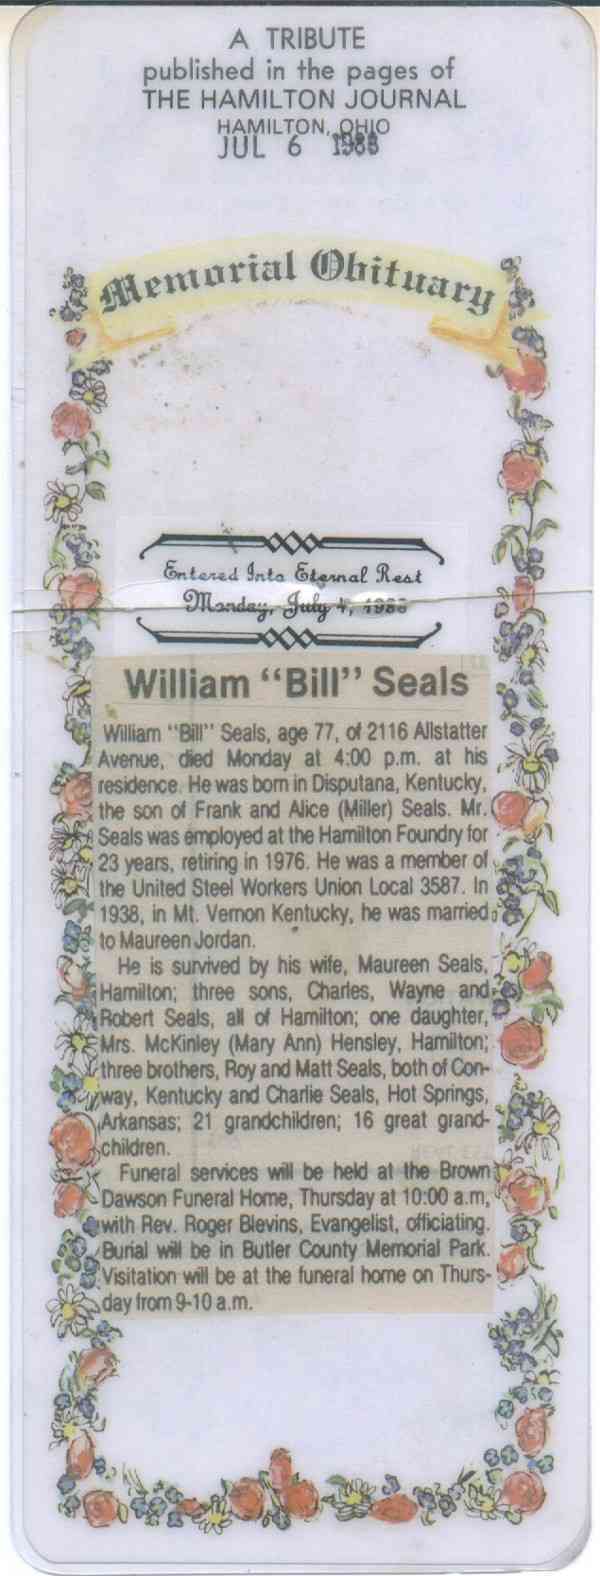 A TRIBUTE
published in the pages of
THE HAMILTON JOURNAL
HAMILTON, OHIO
JUL 6 1988
Memorial Obituary
Entered Into Eternal Rest
Monday, July 4, 1988
William "Bill" Seals
William "Bill" Seals, age 77, of 2116 Allstatter
Avenue, died Monday at 4:00 p.m. at his
residence. He was born in Disputana, Kentucky,
the son of Frank and Alice (Miller) Seals. Mr.
Seals was employed at the Hamilton Foundry for
23 years, retiring in 1976. He was a member of
the United Steel Workers Union Local 3587. In
1938, in Mt. Vernon Kentucky, he was married
to Maureen Jordan.
He is survived by his wife, Maureen Seals,
Hamilton; three sons, Charles, Wayne and
Robert Seals, all of Hamilton; one daughter,
Mrs. McKinley (Mary Ann) Hensley, Hamilton;
three brothers, Roy and Matt Seals, both of Con-
way, Kentucky and Charlie Seals, Hot Springs,
Arkansas; 21 grandchildren; 16 great grand-
children.
Funeral services will be held at the Brown
Dawson Funeral Home, Thursday at 10:00 a.m,
with Rev. Roger Blevins, Evangelist, officiating.
Burial will be in Butler County Memorial Park.
Visitation will be at the funeral home on Thurs-
day from 9-10 a.m.